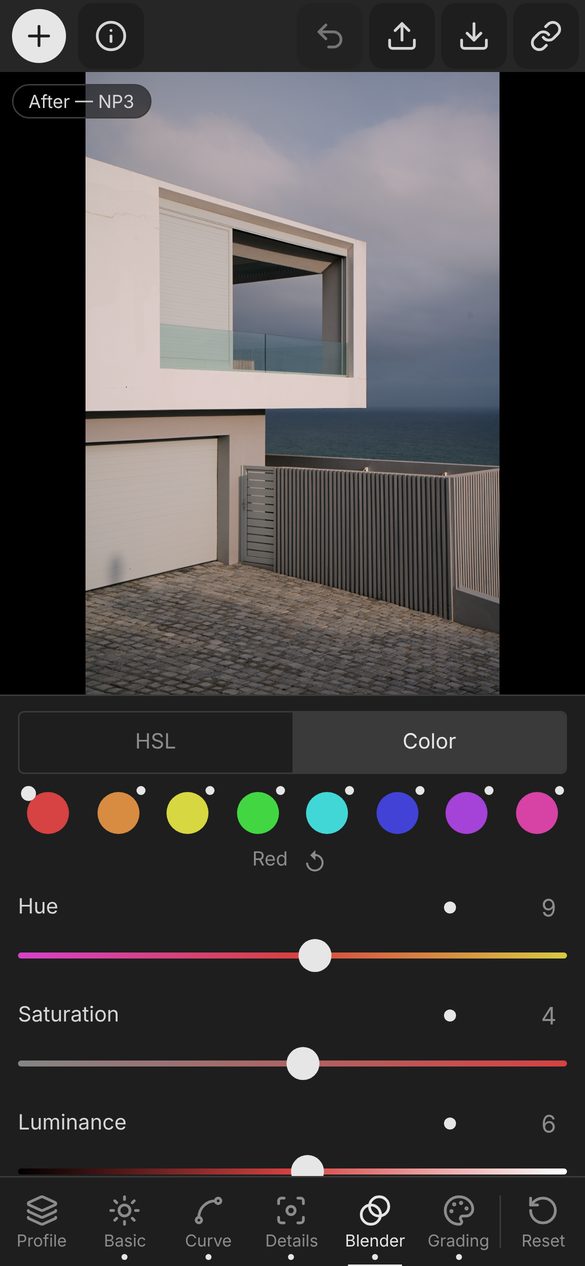 After — NP3
HSL
Color
Red
Hue
9
Saturation
4
Luminance
6
Profile
Basic
Curve
Details
Blender
Grading
Reset